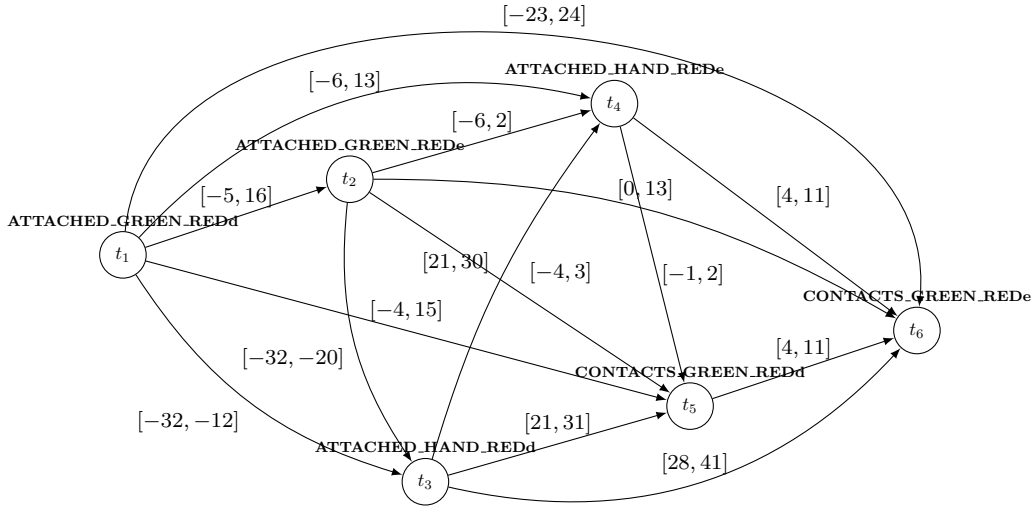 [−23, 24]
ATTACHED_HAND_REDe
[−6, 13]
t4
[−6, 2]
ATTACHED_GREEN_REDe
t2
[−5, 16]
[0, 13]
[4, 11]
ATTACHED_GREEN_REDd
t1
[21, 30]
[−4, 3]
[−1, 2]
CONTACTS_GREEN_REDe
[−4, 15]
t6
[4, 11]
[−32, −20]
CONTACTS_GREEN_REDd
t5
[−32, −12]
[21, 31]
ATTACHED_HAND_REDd
[28, 41]
t3